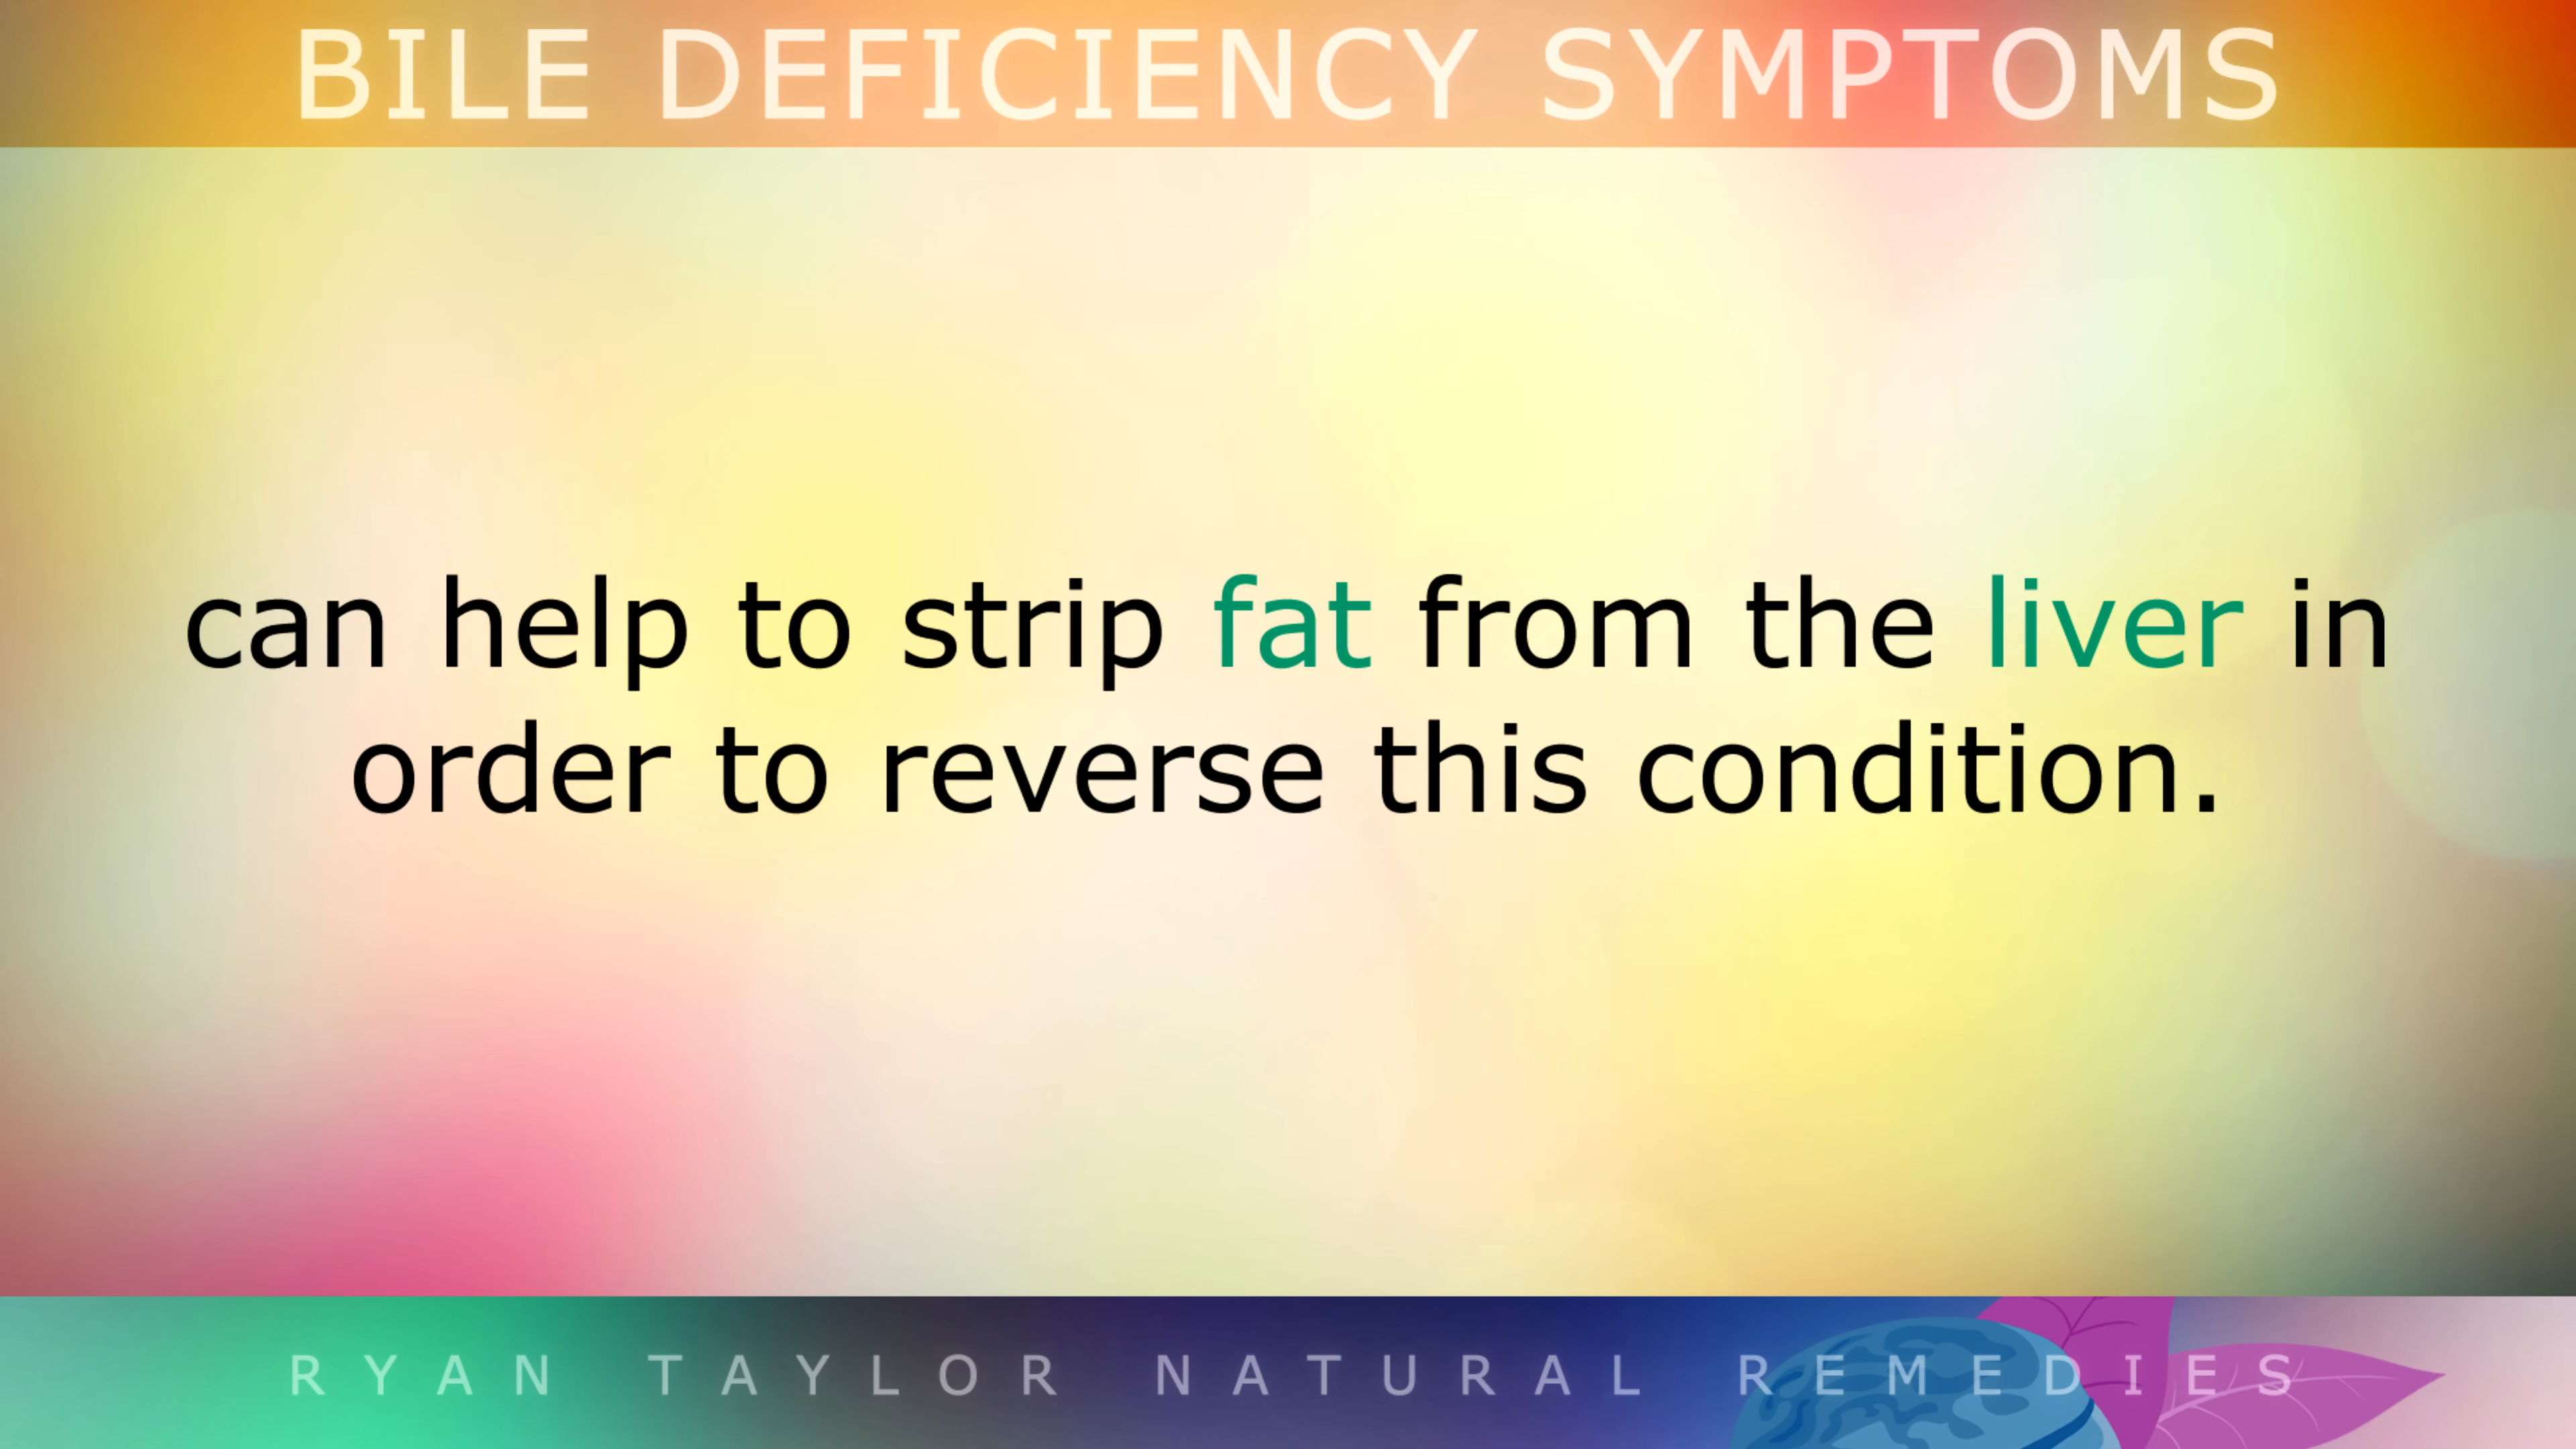 BILE DEFICIENCY SYMPTOMS
can help to strip fat from the liver in
order to reverse this condition.
RYAN TAYLOR NATURAL REMEDIES